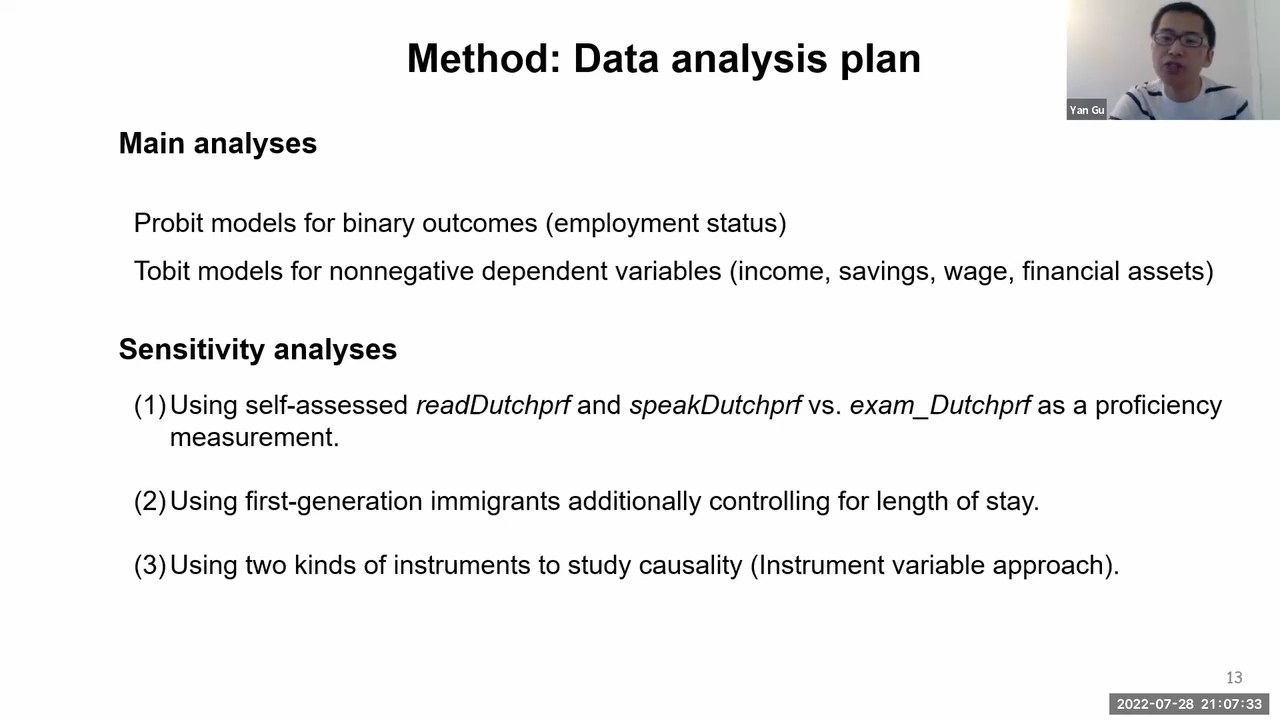 Method: Data analysis plan
Yan Gu
Main analyses
Probit models for binary outcomes (employment status)
Tobit models for nonnegative dependent variables (income, savings, wage, financial assets)
Sensitivity analyses
(1) Using self-assessed readDutchprf and speakDutchprf vs. exam_Dutchprf as a proficiency
measurement.
(2) Using first-generation immigrants additionally controlling for length of stay.
(3) Using two kinds of instruments to study causality (Instrument variable approach).
13
2022-07-28 21:07:33